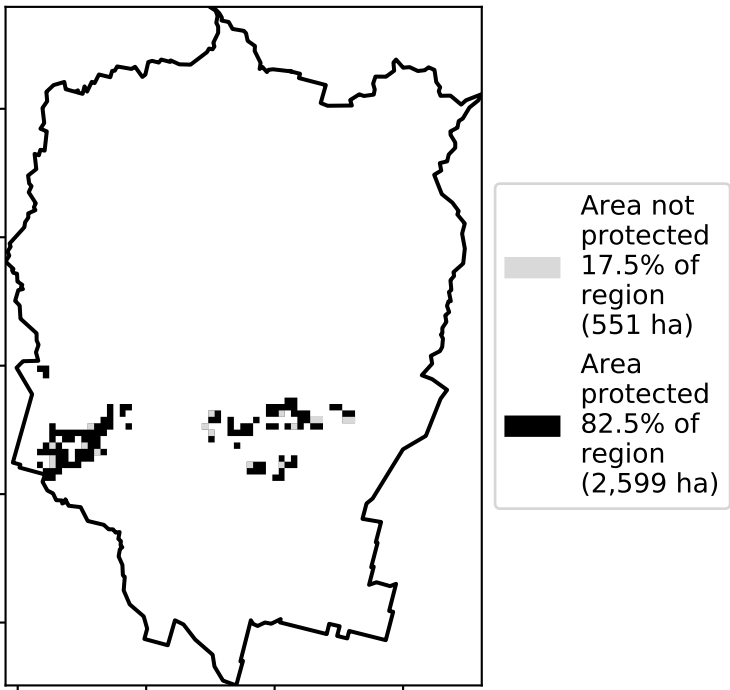 Area not
protected
17.5% of
region
(551 ha)
Area
protected
82.5% of
region
(2,599 ha)